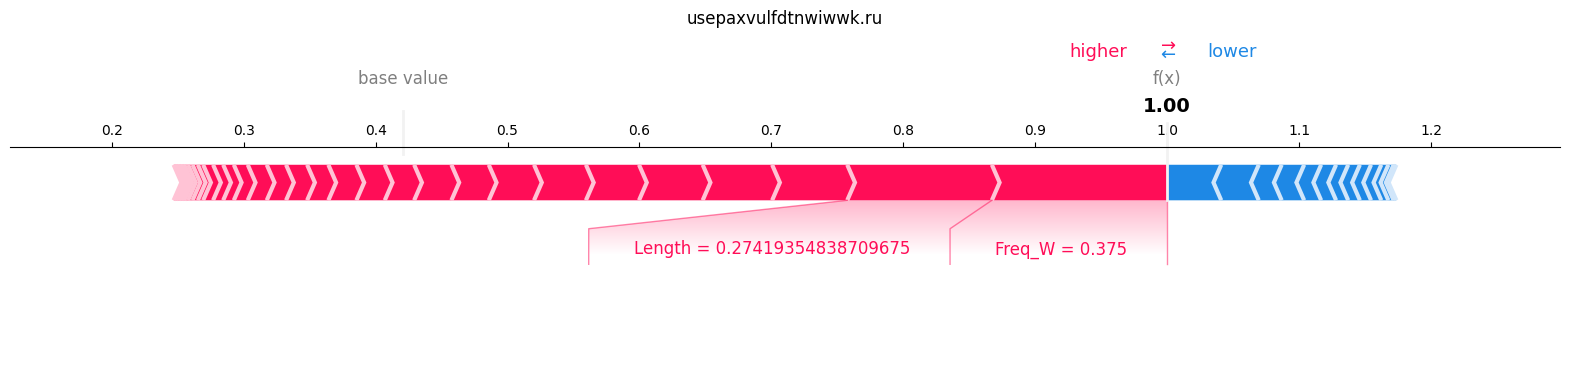 usepaxvulfdtnwiwwk.ru
higher ⇄ lower
base value f(x)
1.00
0.2 0.3 0.4 0.5 0.6 0.7 0.8 0.9 1.0 1.1 1.2
Length = 0.27419354838709675 Freq_W = 0.375